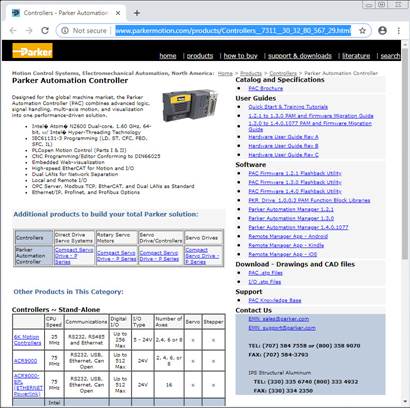 Controllers - Parker Automation
Not secure | www.parkermotion.com/products/Controllers__7311__30_32_80_567_29.html
Parker
home | products | how to buy | support & downloads | literature | search
Motion Control Systems, Electromechanical Automation, North America: Home > Products > Controllers > Parker Automation Controller
Parker Automation Controller
Designed for the global machine market, the Parker
Automation Controller (PAC) combines advanced logic,
signal handling, multi-axis motion, and visualization
into one performance-driven solution.
Intel� Atom� N2600 Dual-core, 1.60 GHz, 64-
bit, w/ Intel� Hyper-Threading Technology
IEC61131-3 Programming (LD, ST, CFC, FBD,
SFC, IL)
PLCopen Motion Control (Parts I & II)
CNC Programming/Editor Conforming to DIN66025
Embedded Web-visualization
High-speed EtherCAT for Motion and I/O
Dual LANs for Network Separation
Local and Remote I/O
OPC Server, Modbus TCP, EtherCAT, and Dual LANs as Standard
Ethernet/IP, Profinet, and Profibus Options
Additional products to build your total Parker solution:
Controllers Direct Drive Servo Systems Rotary Servo Motors Servo Drive/Controllers Servo Drives
Parker Automation Controller Compact Servo Drive - P Series Compact Servo Drive - P Series Compact Servo Drive - P Series Compact Servo Drive - P Series
Other Products in This Category:
Controllers ~ Stand-Alone
CPU Speed Communications Digital I/O I/O Type Number of Axes Servo Stepper
6K Motion Controllers 25 MHz RS232, RS485 and Ethernet Up to 256 Max 5 - 24V 2,4, 6 or 8 x x
ACR9000 75 MHz RS232, USB, Ethernet, Can Open Up to 512 Max 24V 2, 4, 6, or 8 x x
ACR9000-EPL (ETHERNET Powerlink) 75 MHz RS232, USB, Ethernet, Can Open Up to 512 Max 24V 16 x x
Intel
Catalog and Specifications
PAC Brochure
User Guides
Quick Start & Training Tutorials
1.2.1 to 1.3.0 PAM and Firmware Migration Guide
1.3.0 to 1.4.0.1077 PAM and Firmware Migration
Guide
Hardware User Guide Rev A
Hardware User Guide Rev B
Hardware User Guide Rev C
Software
PAC Firmware 1.2.1 Flashback Utility
PAC Firmware 1.3.0 Flashback Utility
PKR_Drive_1.0.0.3 PAM Function Block Libraries
Parker Automation Manager 1.2.1
Parker Automation Manager 1.3.0
Parker Automation Manager 1.4.0.1077
Remote Manager App - Android
Remote Manager App - Kindle
Remote Manager App - iOS
Download - Drawings and CAD files
PAC .stp Files
I/O .stp Files
Support
PAC Knowledge Base
Contact Us
EMN_sales@parker.com
EMN_support@parker.com
TEL: (707) 584 7558 or (800) 358 9070
FAX: (707) 584-3793
IPS Structural Aluminum
TEL: (330) 335 6740 (800) 333 4932
FAX: (330) 334 3350